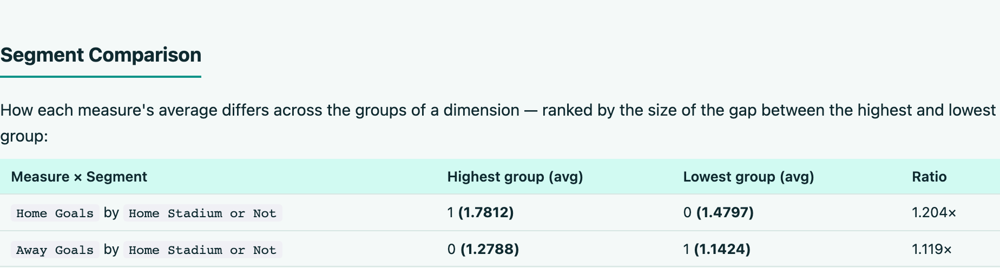 Segment Comparison
How each measure's average differs across the groups of a dimension — ranked by the size of the gap between the highest and lowest
group:
Measure × Segment Highest group (avg) Lowest group (avg) Ratio
Home Goals by Home Stadium or Not 1 (1.7812) 0 (1.4797) 1.204×
Away Goals by Home Stadium or Not 0 (1.2788) 1 (1.1424) 1.119×